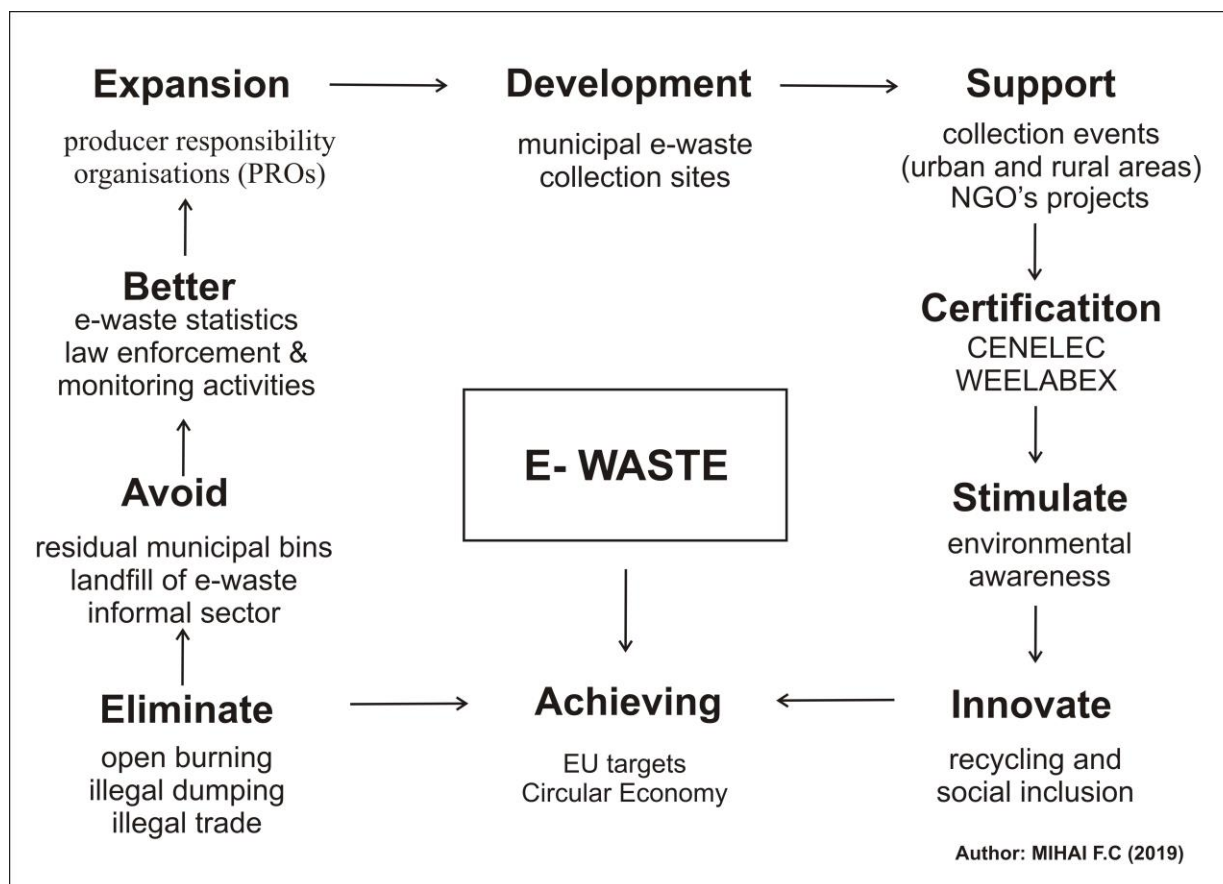 Expansion
producer responsibility
organisations (PROs)
Development
municipal e-waste
collection sites
Support
collection events
(urban and rural areas)
NGO's projects
Better
e-waste statistics
law enforcement &
monitoring activities
Certificatiton
CENELEC
WEELABEX
E- WASTE
Avoid
residual municipal bins
landfill of e-waste
informal sector
Stimulate
environmental
awareness
Eliminate
open burning
illegal dumping
illegal trade
Achieving
EU targets
Circular Economy
Innovate
recycling and
social inclusion
Author: MIHAI F.C (2019)